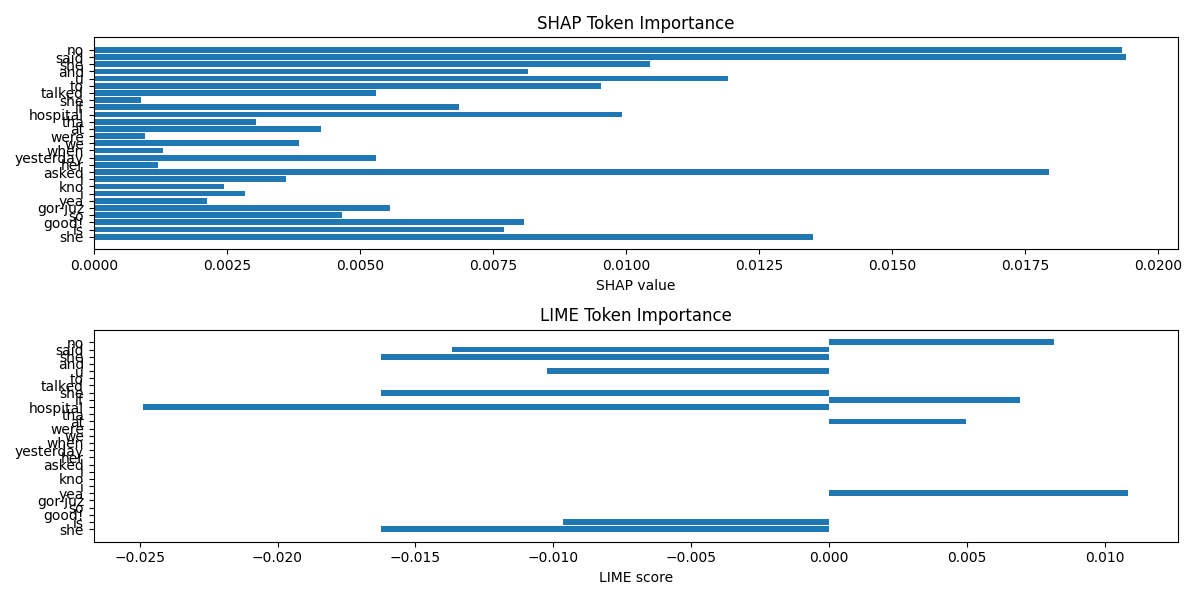 SHAP Token Importance
no
said
she
and
u
to
talked
she
it
hospital
tha
at
were
we
when
yesterday
her
asked
i
kno
i
yea
gor-juz
so
good!
is
she
0.0000 0.0025 0.0050 0.0075 0.0100 0.0125 0.0150 0.0175 0.0200
SHAP value
LIME Token Importance
no
said
she
and
u
to
talked
she
it
hospital
tha
at
were
we
when
yesterday
her
asked
i
kno
i
yea
gor-juz
so
good!
is
she
−0.025 −0.020 −0.015 −0.010 −0.005 0.000 0.005 0.010
LIME score